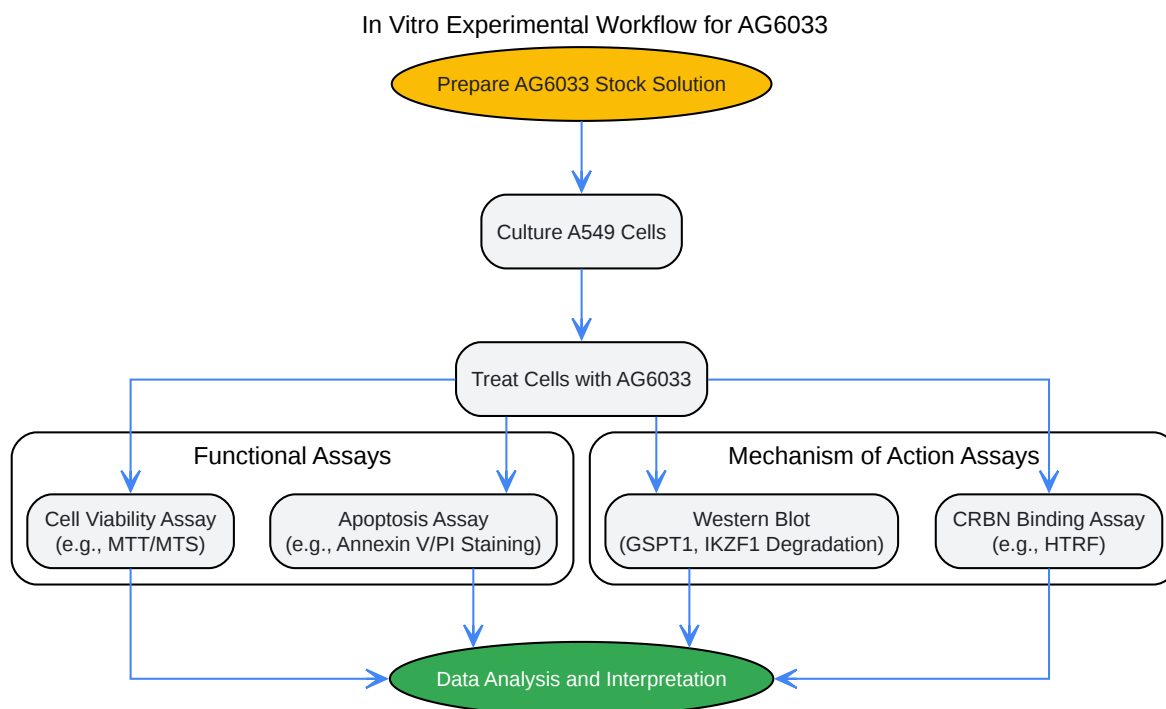 In Vitro Experimental Workflow for AG6033
Prepare AG6033 Stock Solution
Culture A549 Cells
Treat Cells with AG6033
Functional Assays
Cell Viability Assay
(e.g., MTT/MTS)
Apoptosis Assay
(e.g., Annexin V/PI Staining)
Mechanism of Action Assays
Western Blot
(GSPT1, IKZF1 Degradation)
CRBN Binding Assay
(e.g., HTRF)
Data Analysis and Interpretation